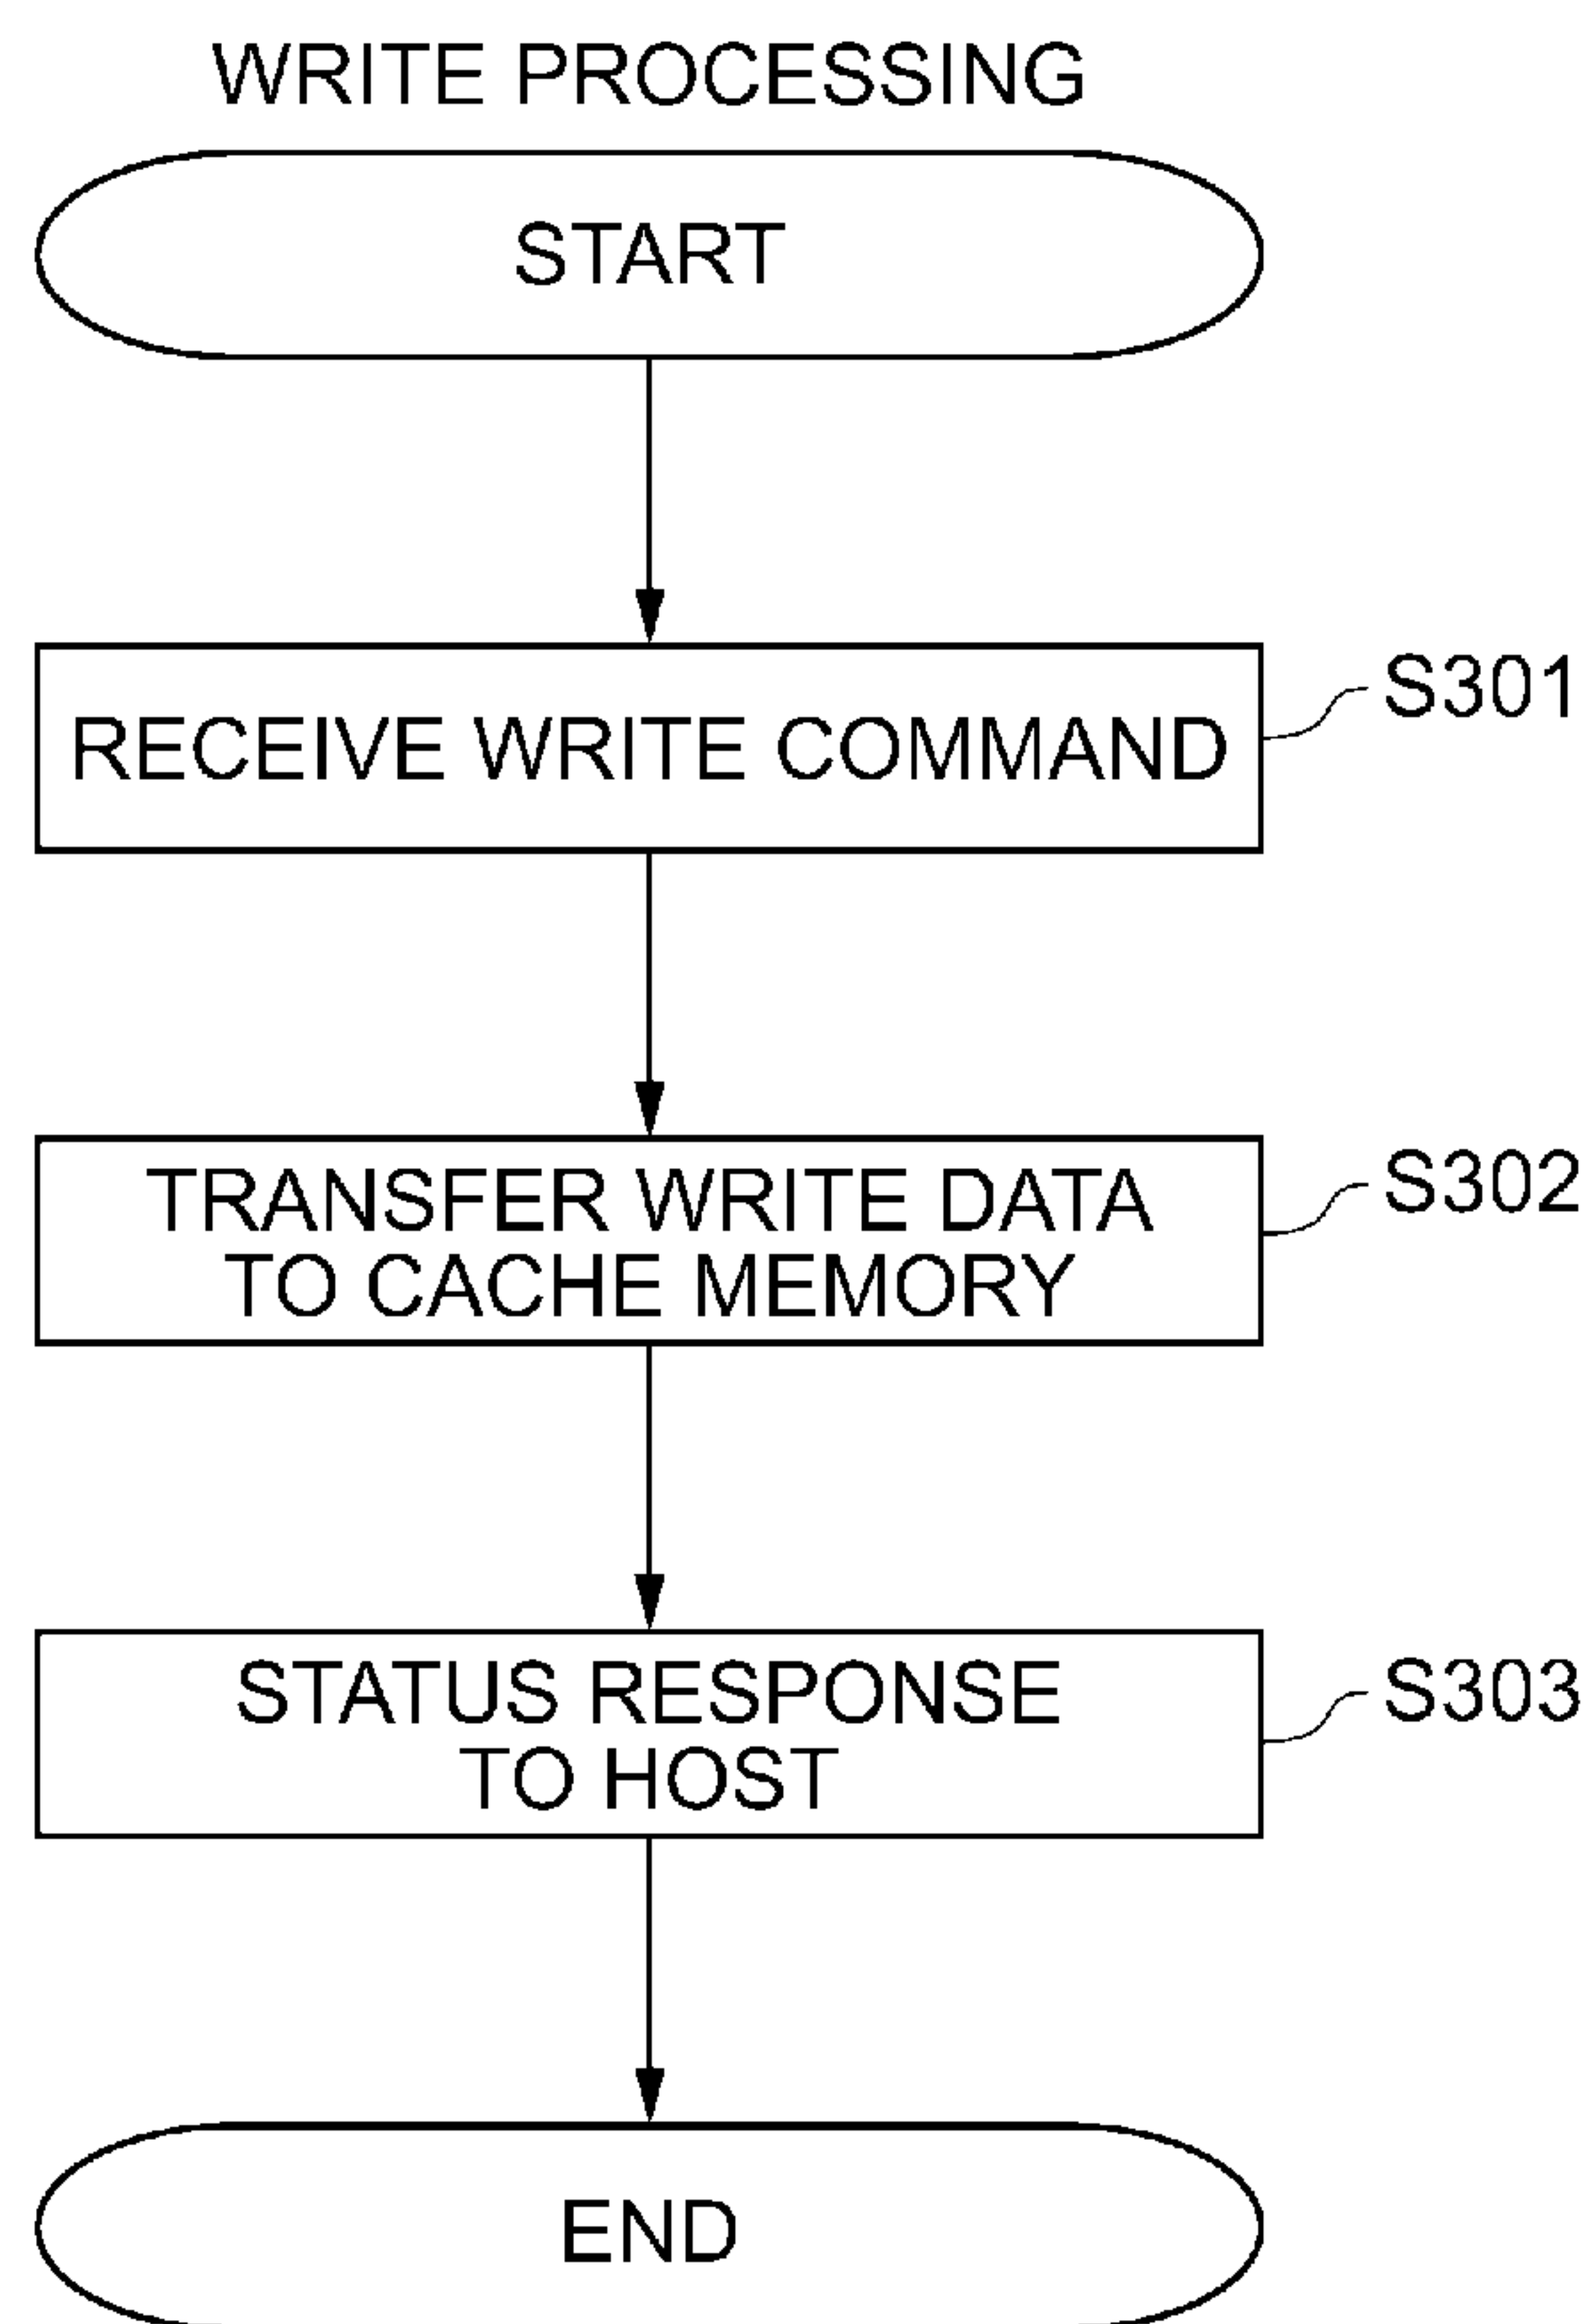 WRITE PROCESSING
START
RECEIVE WRITE COMMAND
S301
TRANSFER WRITE DATA
TO CACHE MEMORY
S302
STATUS RESPONSE
TO HOST
S303
END